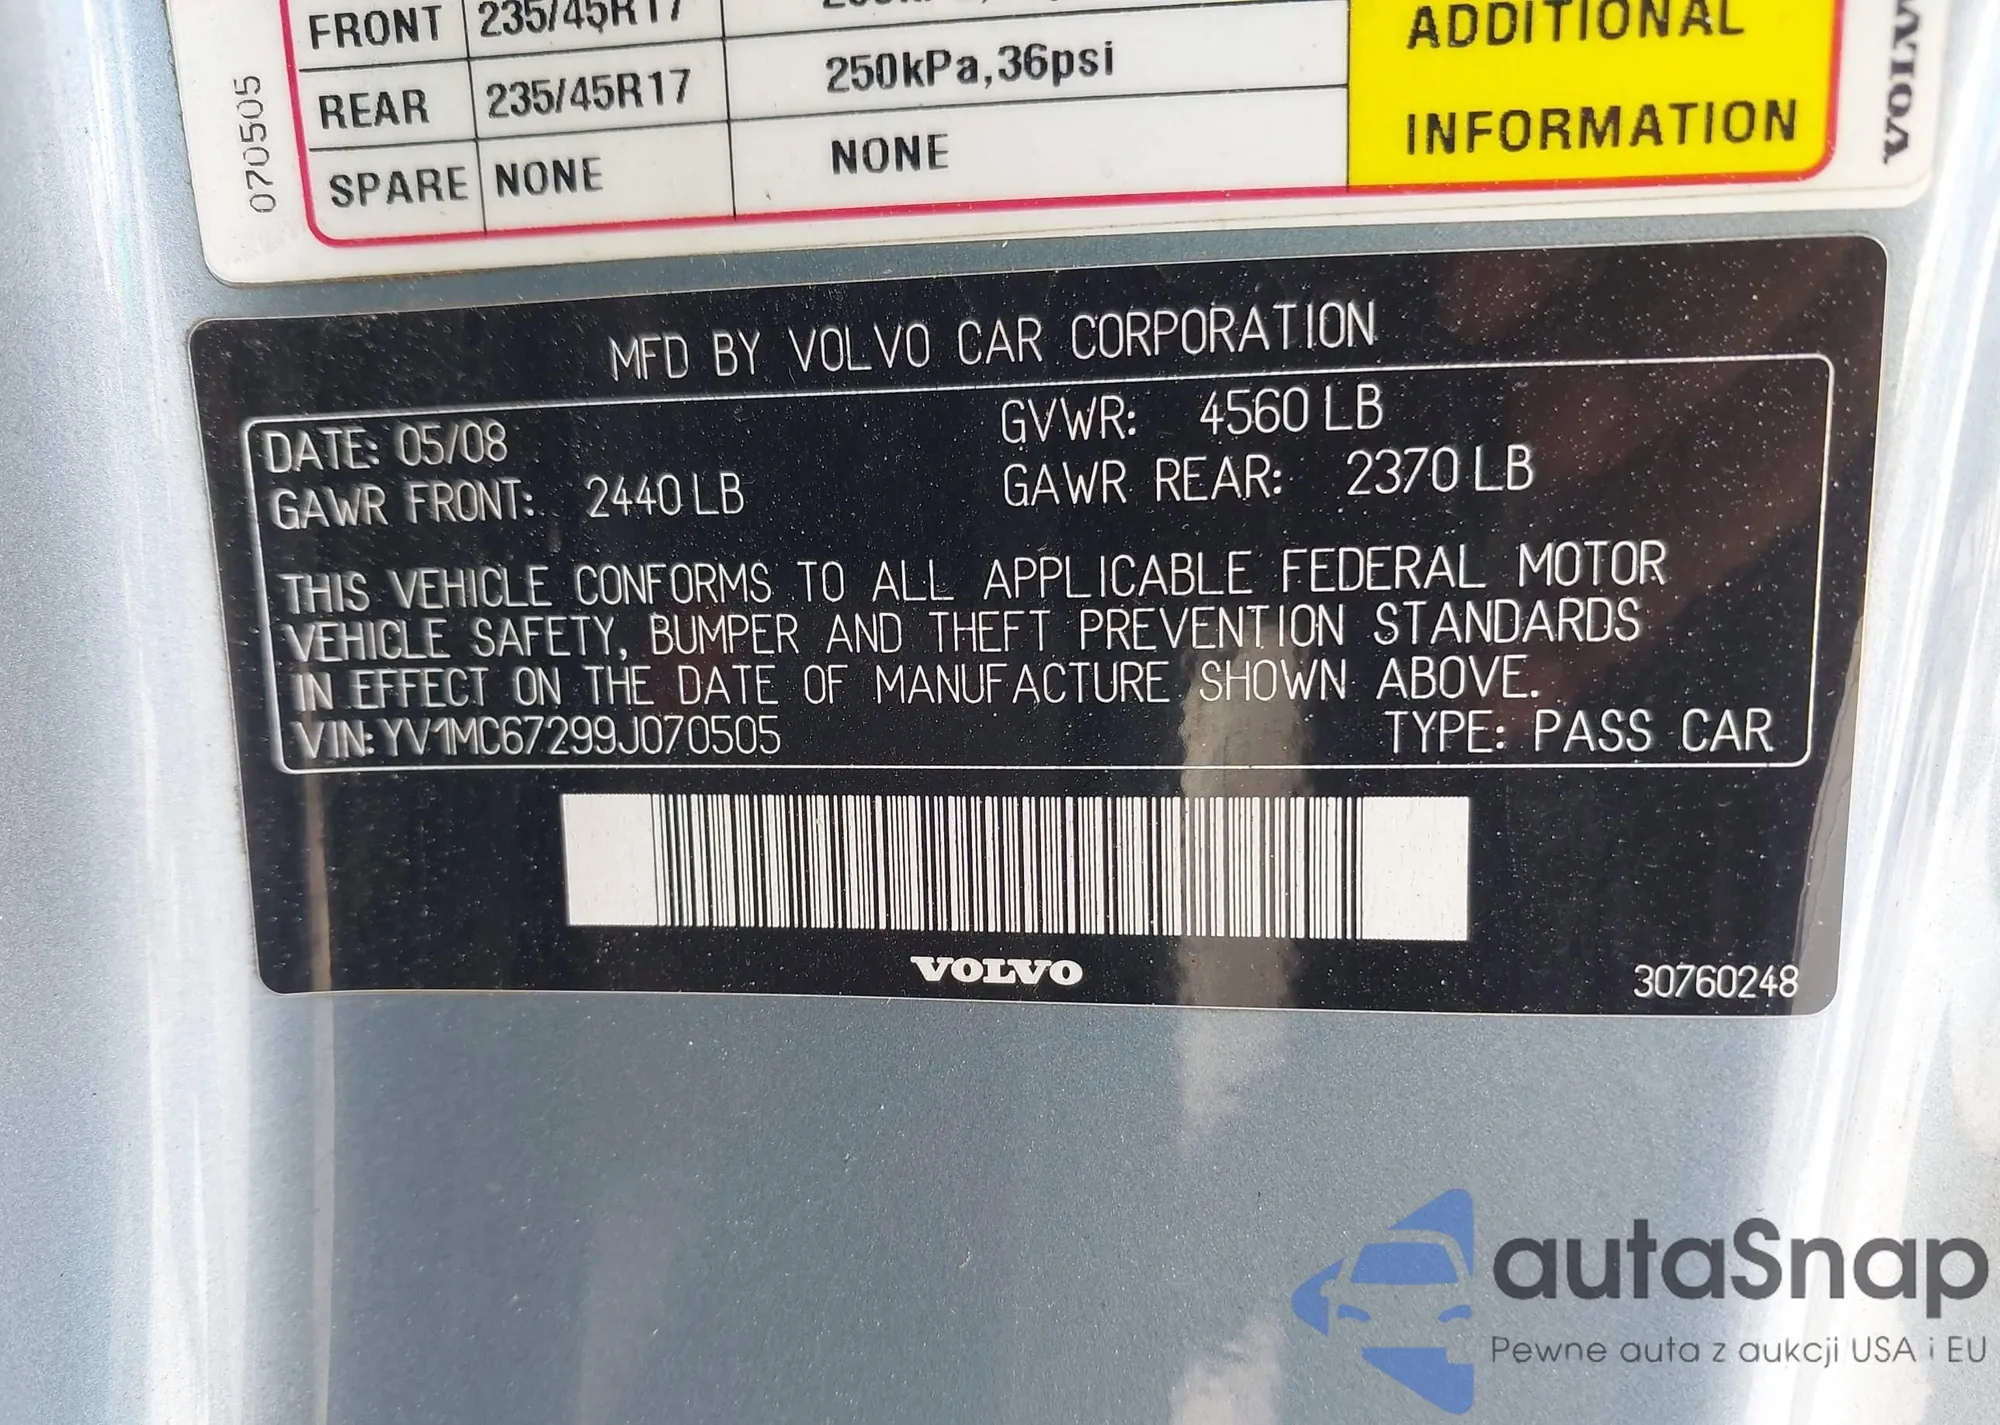 FRONT 235/45R17
ADDITIONAL
REAR 235/45R17 250kPa,36psi
INFORMATION
SPARE NONE NONE
070505
VOLVO
MFD BY VOLVO CAR CORPORATION
DATE: 05/08 GVWR: 4560 LB
GAWR FRONT: 2440 LB GAWR REAR: 2370 LB
THIS VEHICLE CONFORMS TO ALL APPLICABLE FEDERAL MOTOR
VEHICLE SAFETY, BUMPER AND THEFT PREVENTION STANDARDS
IN EFFECT ON THE DATE OF MANUFACTURE SHOWN ABOVE.
VIN: YV1MC67299J070505 TYPE: PASS CAR
VOLVO
30760248
autaSnap
Pewne auta z aukcji USA i EU